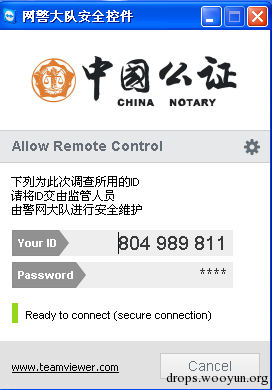 网警大队安全控件
中國公证
CHINA NOTARY
Allow Remote Control
下列为此次调查所用的ID
请将ID交由监管人员
由警网大队进行安全维护
Your ID 804 989 811
Password ****
Ready to connect (secure connection)
www.teamviewer.com Cancel
drops.wooyun.org